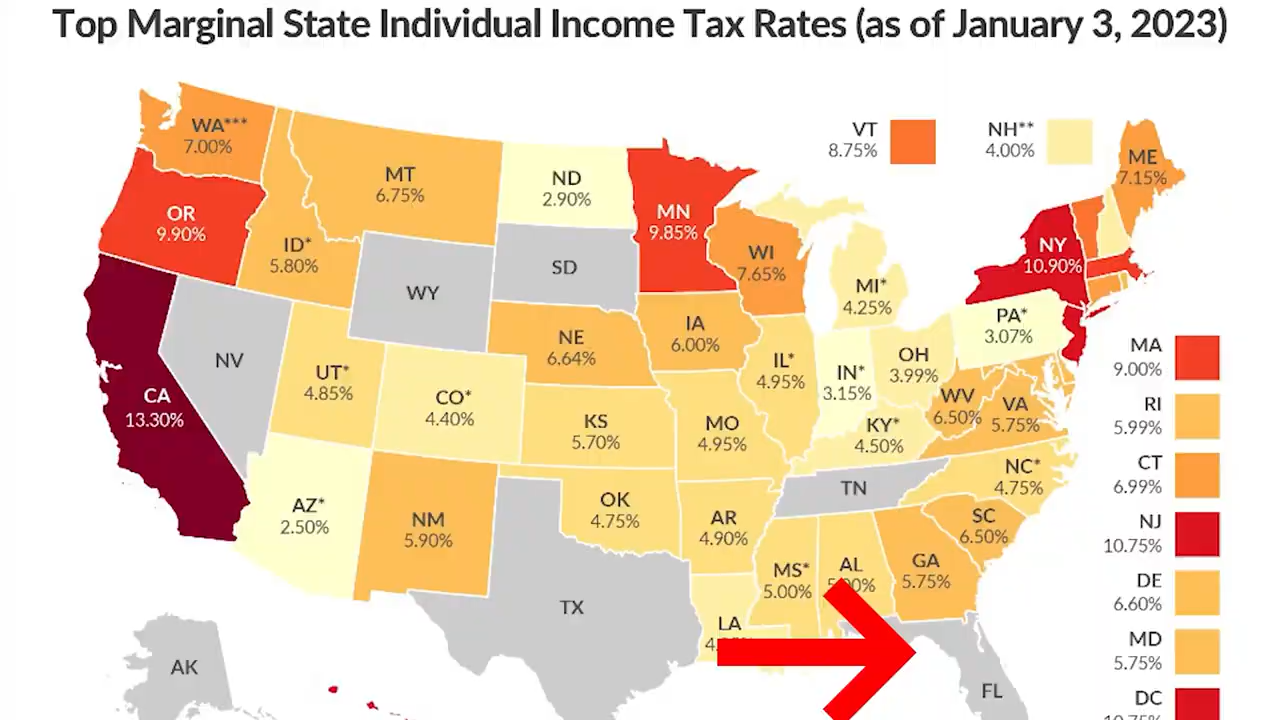 Top Marginal State Individual Income Tax Rates (as of January 3, 2023)
WA***
7.00%
MT
6.75%
ND
2.90%
MN
9.85%
VT
8.75%
NH**
4.00%
ME
7.15%
OR
9.90%
ID*
5.80%
WY
SD
WI
7.65%
MI*
4.25%
NY
10.90%
PA*
3.07%
NV
UT*
4.85%
CO*
4.40%
NE
6.64%
IA
6.00%
IL*
4.95%
IN*
3.15%
OH
3.99%
MA
9.00%
CA
13.30%
KS
5.70%
MO
4.95%
KY*
4.50%
WV
6.50%
VA
5.75%
RI
5.99%
AZ*
2.50%
NM
5.90%
OK
4.75%
AR
4.90%
TN
NC*
4.75%
SC
6.50%
CT
6.99%
NJ
10.75%
TX
LA
MS*
5.00%
AL
GA
5.75%
DE
6.60%
MD
5.75%
AK
FL
DC